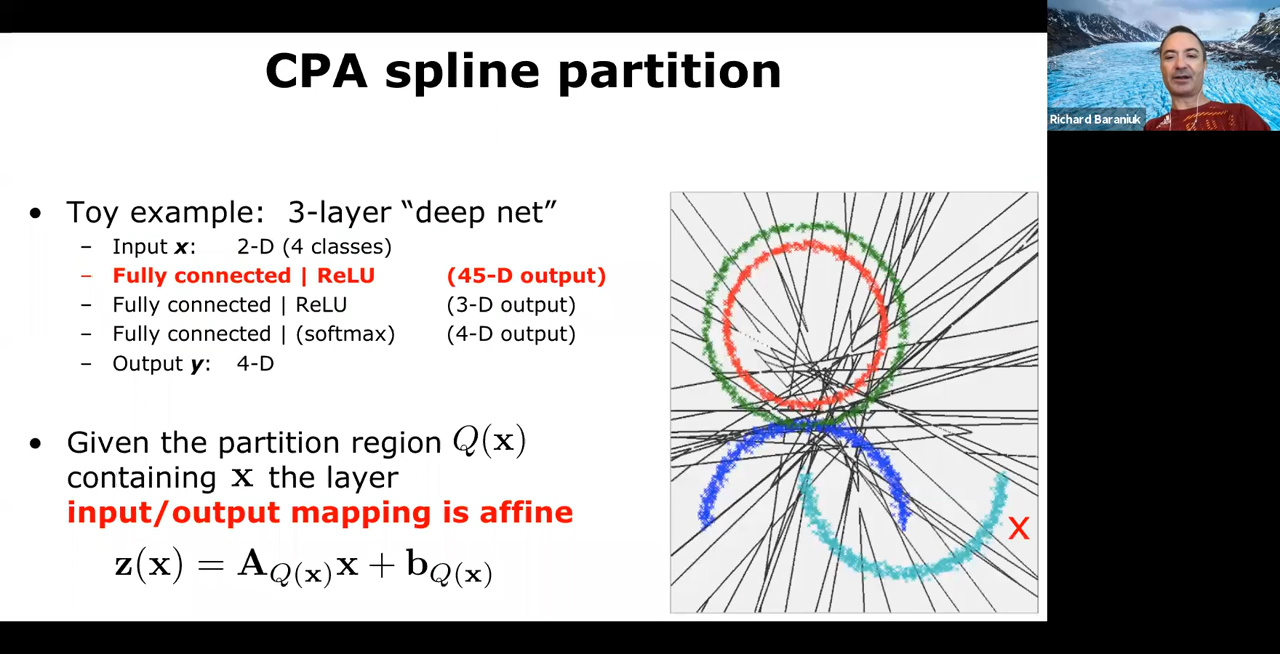 CPA spline partition
Richard Baraniuk
• Toy example: 3-layer “deep net”
– Input x: 2-D (4 classes)
– Fully connected | ReLU (45-D output)
– Fully connected | ReLU (3-D output)
– Fully connected | (softmax) (4-D output)
– Output y: 4-D
• Given the partition region Q(x)
containing x the layer
input/output mapping is affine
z(x) = A_{Q(x)}x + b_{Q(x)}
X